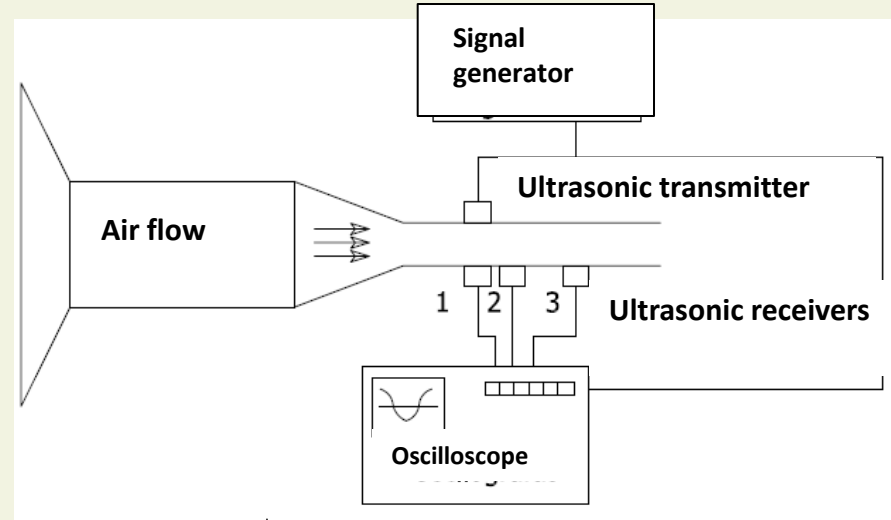 Signal
generator
Ultrasonic transmitter
Air flow
1 2 3
Ultrasonic receivers
Oscilloscope